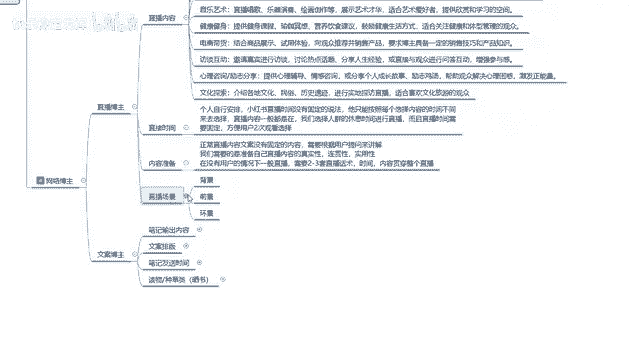 直播内容
音乐艺术：直播唱歌、乐器演奏、绘画创作等，展示艺术才华，适合艺术爱好者，提供欣赏和学习的空间。
健康健身：提供健身课程、瑜伽冥想、营养饮食建议，鼓励健康生活方式，适合关注健康和体型管理的观众。
电商带货：结合商品展示、试用体验，向观众推荐并销售产品，要求博主具备一定的销售技巧和产品知识。
访谈互动：邀请嘉宾进行访谈，讨论热点话题、分享人生经验，或直接与观众进行问答互动，增强参与感。
心理咨询/励志分享：提供心理辅导、情感咨询，或分享个人成长故事、励志鸡汤，帮助观众解决心理困惑，激发正能量。
文化探索：介绍各地文化、民俗、历史遗迹，进行实地探访直播，适合喜欢文化旅游的观众
直播博主
直播时间
个人自行安排，小红书直播时间没有固定的说法，他只能按照每个选择内容的时间不同
来去选择，直播内容一般都是在，我们选择人群的休息时间进行直播，而且直播时间需
要固定，方便用户2次观看选择
内容准备
正常直播内容文案没有固定的内容，需要根据用户提问来讲解
我们需要的是准备自己直播内容的真实性，连贯性，实用性
在没有用户的情况下一般直播，需要2-3套直播话术，时间，内容贯穿整个直播
4 网络博主
直播场景
背景
前景
环景
文案博主
笔记输出内容
文案排版
笔记发送时间
读物/种草类（晒书）